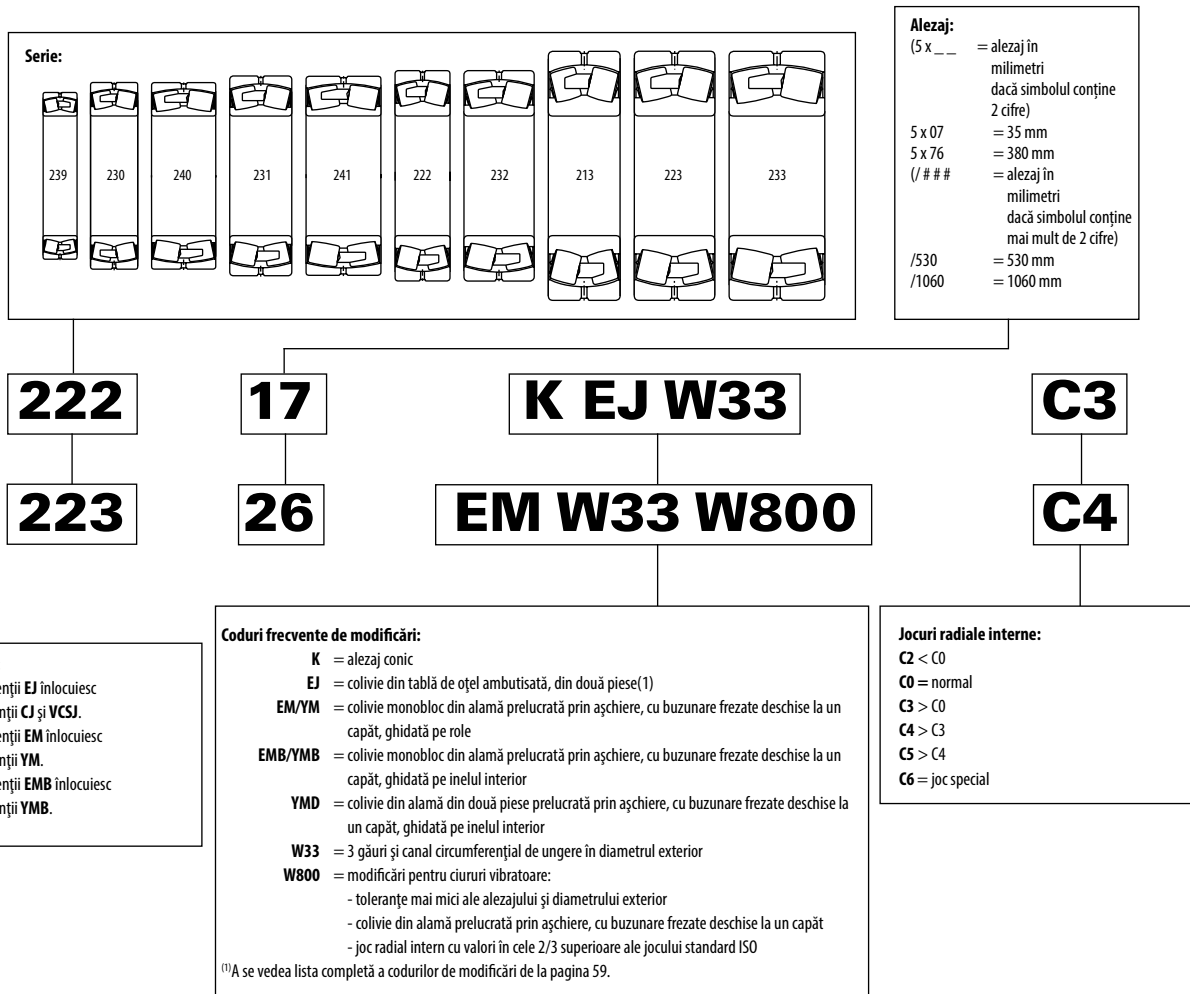 Serie:
239 230 240 231 241 222 232 213 223 233
Alezaj:
(5 x _ _ = alezaj în
milimetri
dacă simbolul conține
2 cifre)
5 x 07 = 35 mm
5 x 76 = 380 mm
(/ # # # = alezaj în
milimetri
dacă simbolul conține
mai mult de 2 cifre)
/530 = 530 mm
/1060 = 1060 mm
222 17 K EJ W33 C3
223 26 EM W33 W800 C4
enții EJ înlocuiesc
nții CJ și VCSJ.
enții EM înlocuiesc
nții YM.
enții EMB înlocuiesc
nții YMB.
Coduri frecvente de modificări:
K = alezaj conic
EJ = colivie din tablă de oțel ambutisată, din două piese(1)
EM/YM = colivie monobloc din alamă prelucrată prin așchiere, cu buzunare frezate deschise la un
capăt, ghidată pe role
EMB/YMB = colivie monobloc din alamă prelucrată prin așchiere, cu buzunare frezate deschise la un
capăt, ghidată pe inelul interior
YMD = colivie din alamă din două piese prelucrată prin așchiere, cu buzunare frezate deschise la
un capăt, ghidată pe inelul interior
W33 = 3 găuri și canal circumferențial de ungere în diametrul exterior
W800 = modificări pentru ciururi vibratoare:
- toleranțe mai mici ale alezajului și diametrului exterior
- colivie din alamă prelucrată prin așchiere, cu buzunare frezate deschise la un capăt
- joc radial intern cu valori în cele 2/3 superioare ale jocului standard ISO
(1)A se vedea lista completă a codurilor de modificări de la pagina 59.
Jocuri radiale interne:
C2 < C0
C0 = normal
C3 > C0
C4 > C3
C5 > C4
C6 = joc special